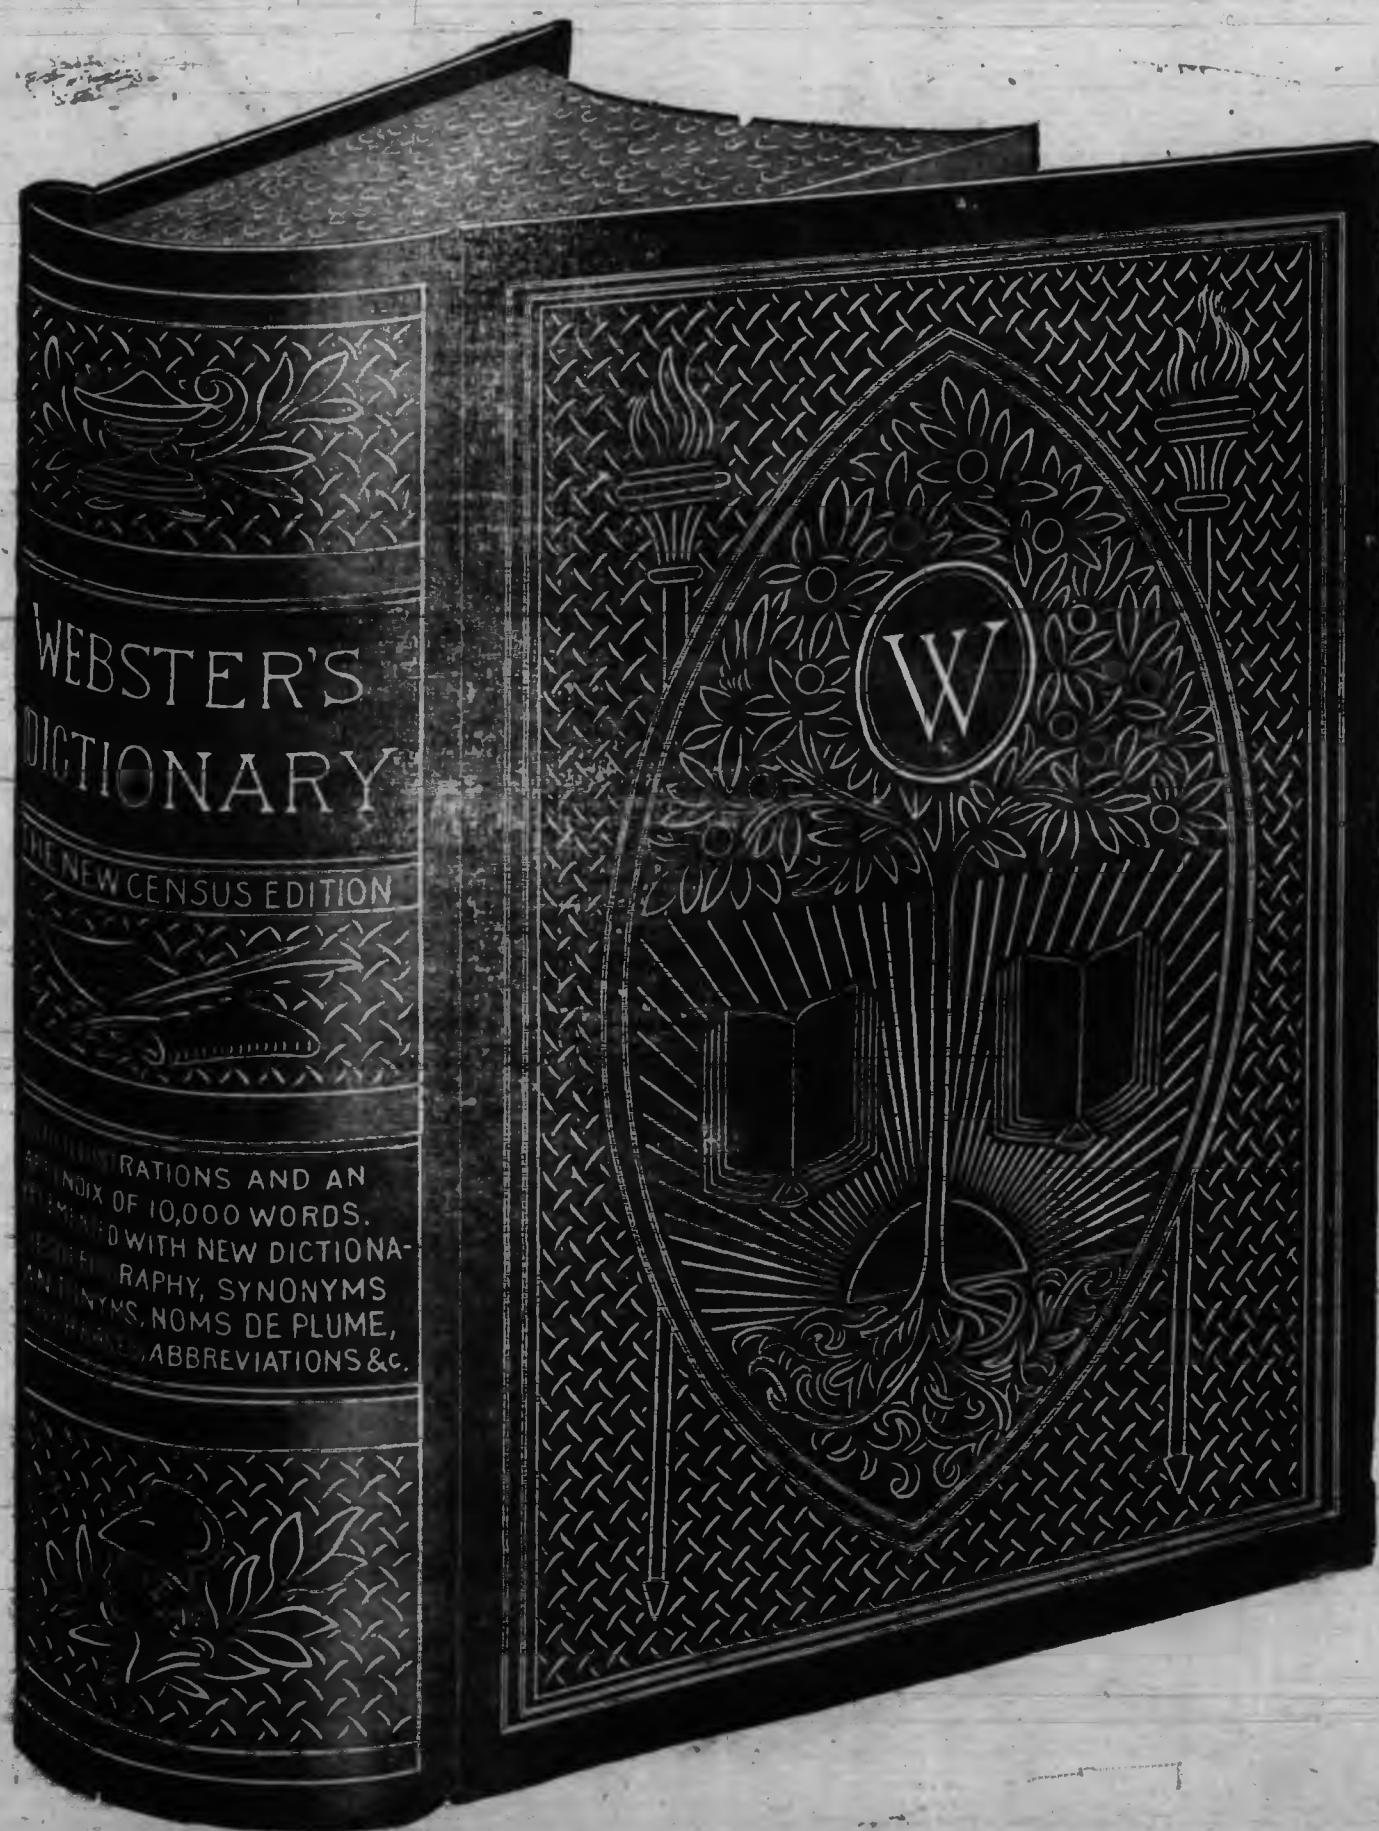 WEBSTER'S
DICTIONARY
THE NEW CENSUS EDITION
RATIONS AND AN
OF 10,000 WORDS.
WITH NEW DICTIONA-
RAPHY, SYNONYMS
NOMS DE PLUME,
ABBREVIATIONS &c.
W